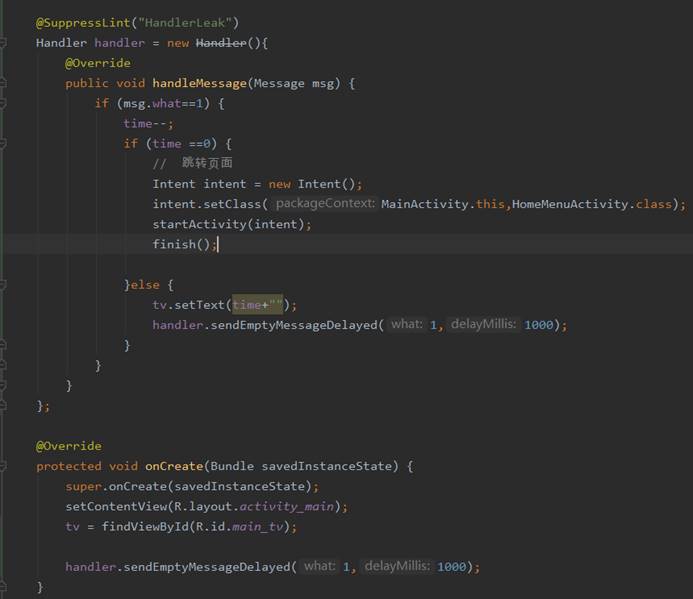 @SuppressLint("HandlerLeak")
Handler handler = new Handler(){
@Override
public void handleMessage(Message msg) {
if (msg.what==1) {
time--;
if (time ==0) {
// 跳转页面
Intent intent = new Intent();
intent.setClass( packageContext: MainActivity.this,HomeMenuActivity.class);
startActivity(intent);
finish();
}else {
tv.setText(time+"");
handler.sendEmptyMessageDelayed( what: 1, delayMillis: 1000);
}
}
}
};
@Override
protected void onCreate(Bundle savedInstanceState) {
super.onCreate(savedInstanceState);
setContentView(R.layout.activity_main);
tv = findViewById(R.id.main_tv);
handler.sendEmptyMessageDelayed( what: 1, delayMillis: 1000);
}